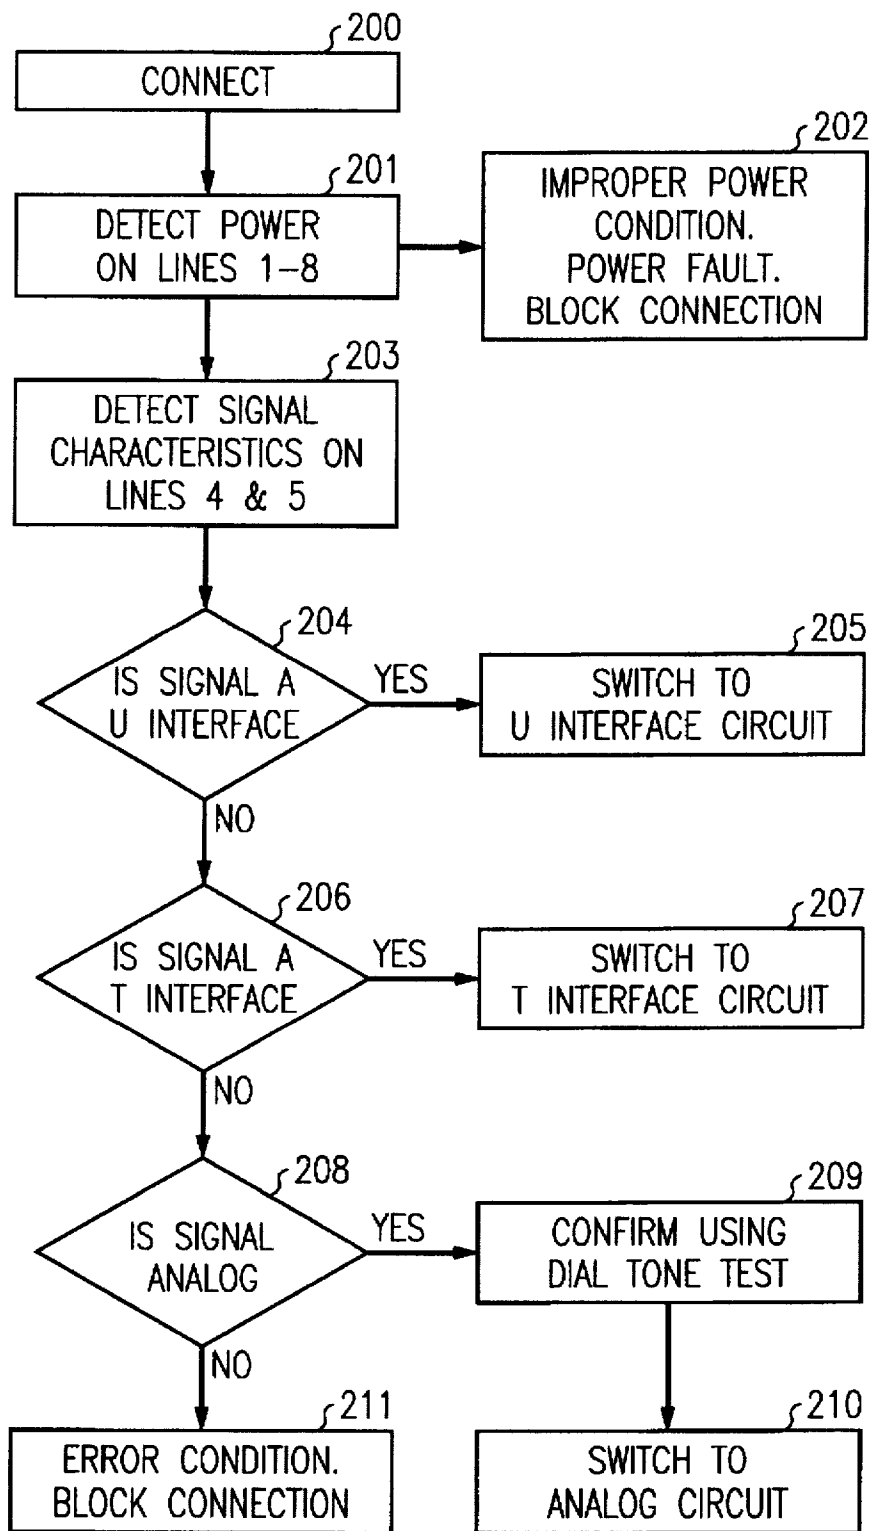 200
CONNECT
201
DETECT POWER
ON LINES 1-8
202
IMPROPER POWER
CONDITION.
POWER FAULT.
BLOCK CONNECTION
203
DETECT SIGNAL
CHARACTERISTICS ON
LINES 4 & 5
204
IS SIGNAL A
U INTERFACE
YES
205
SWITCH TO
U INTERFACE CIRCUIT
NO
206
IS SIGNAL A
T INTERFACE
YES
207
SWITCH TO
T INTERFACE CIRCUIT
NO
208
IS SIGNAL
ANALOG
YES
209
CONFIRM USING
DIAL TONE TEST
NO
211
ERROR CONDITION.
BLOCK CONNECTION
210
SWITCH TO
ANALOG CIRCUIT